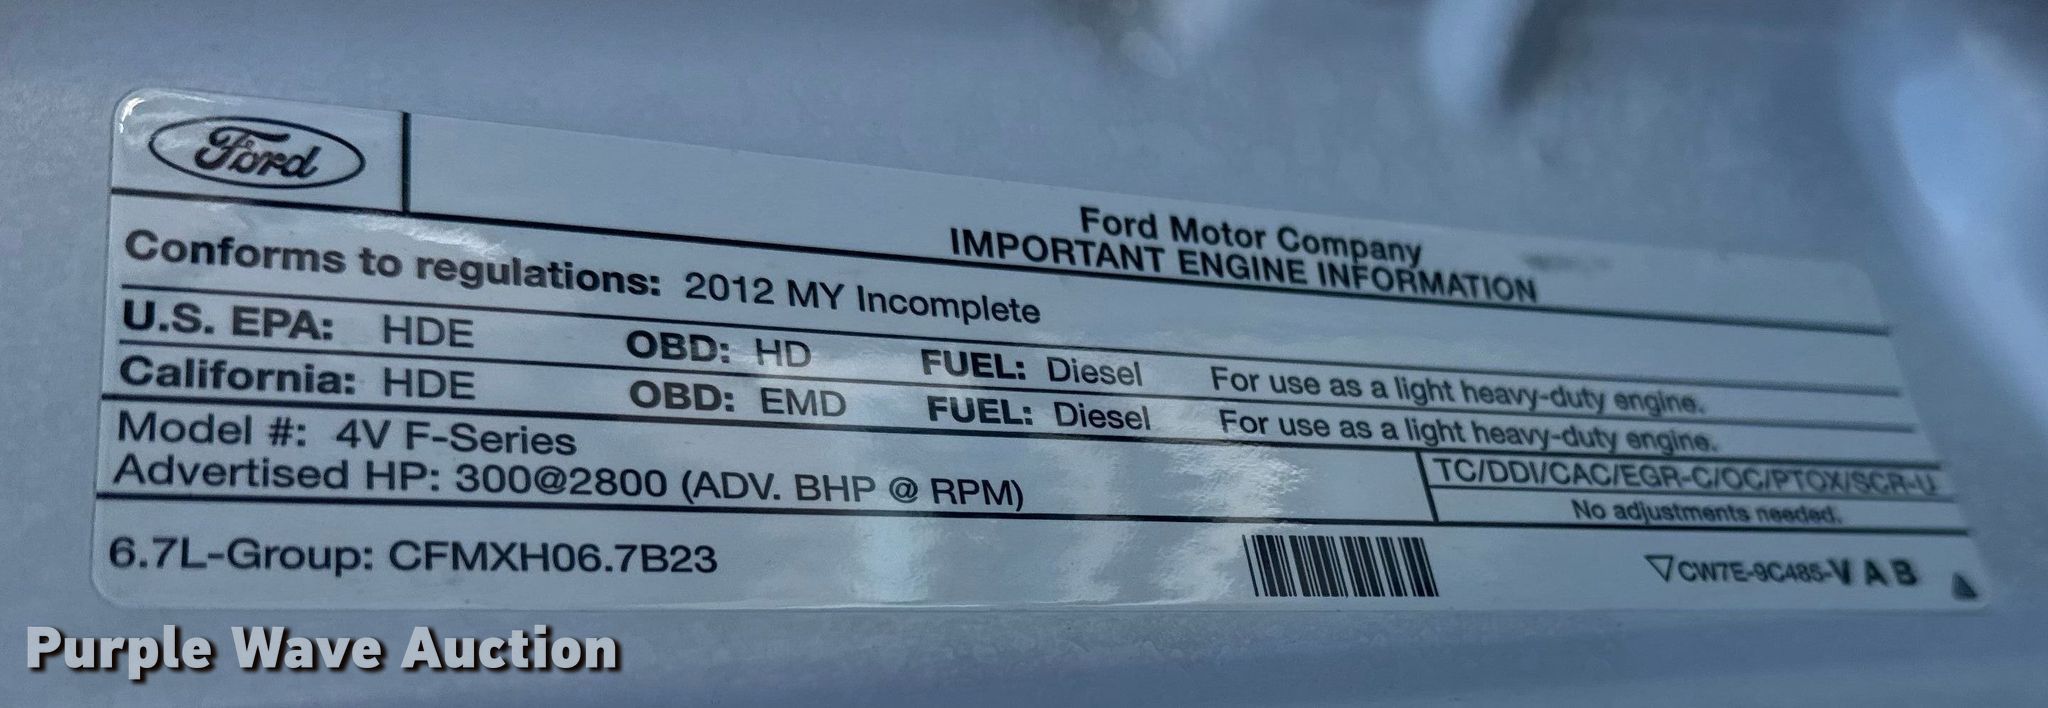 Ford
Ford Motor Company
IMPORTANT ENGINE INFORMATION
Conforms to regulations: 2012 MY Incomplete
U.S. EPA: HDE OBD: HD FUEL: Diesel For use as a light heavy-duty engine.
California: HDE OBD: EMD FUEL: Diesel For use as a light heavy-duty engine.
Model #: 4V F-Series
Advertised HP: 300@2800 (ADV. BHP @ RPM)
TC/DDI/CAC/EGR-C/OC/PTOX/SCR-U
No adjustments needed.
6.7L-Group: CFMXH06.7B23
CW7E-9C485-VAB
Purple Wave Auction